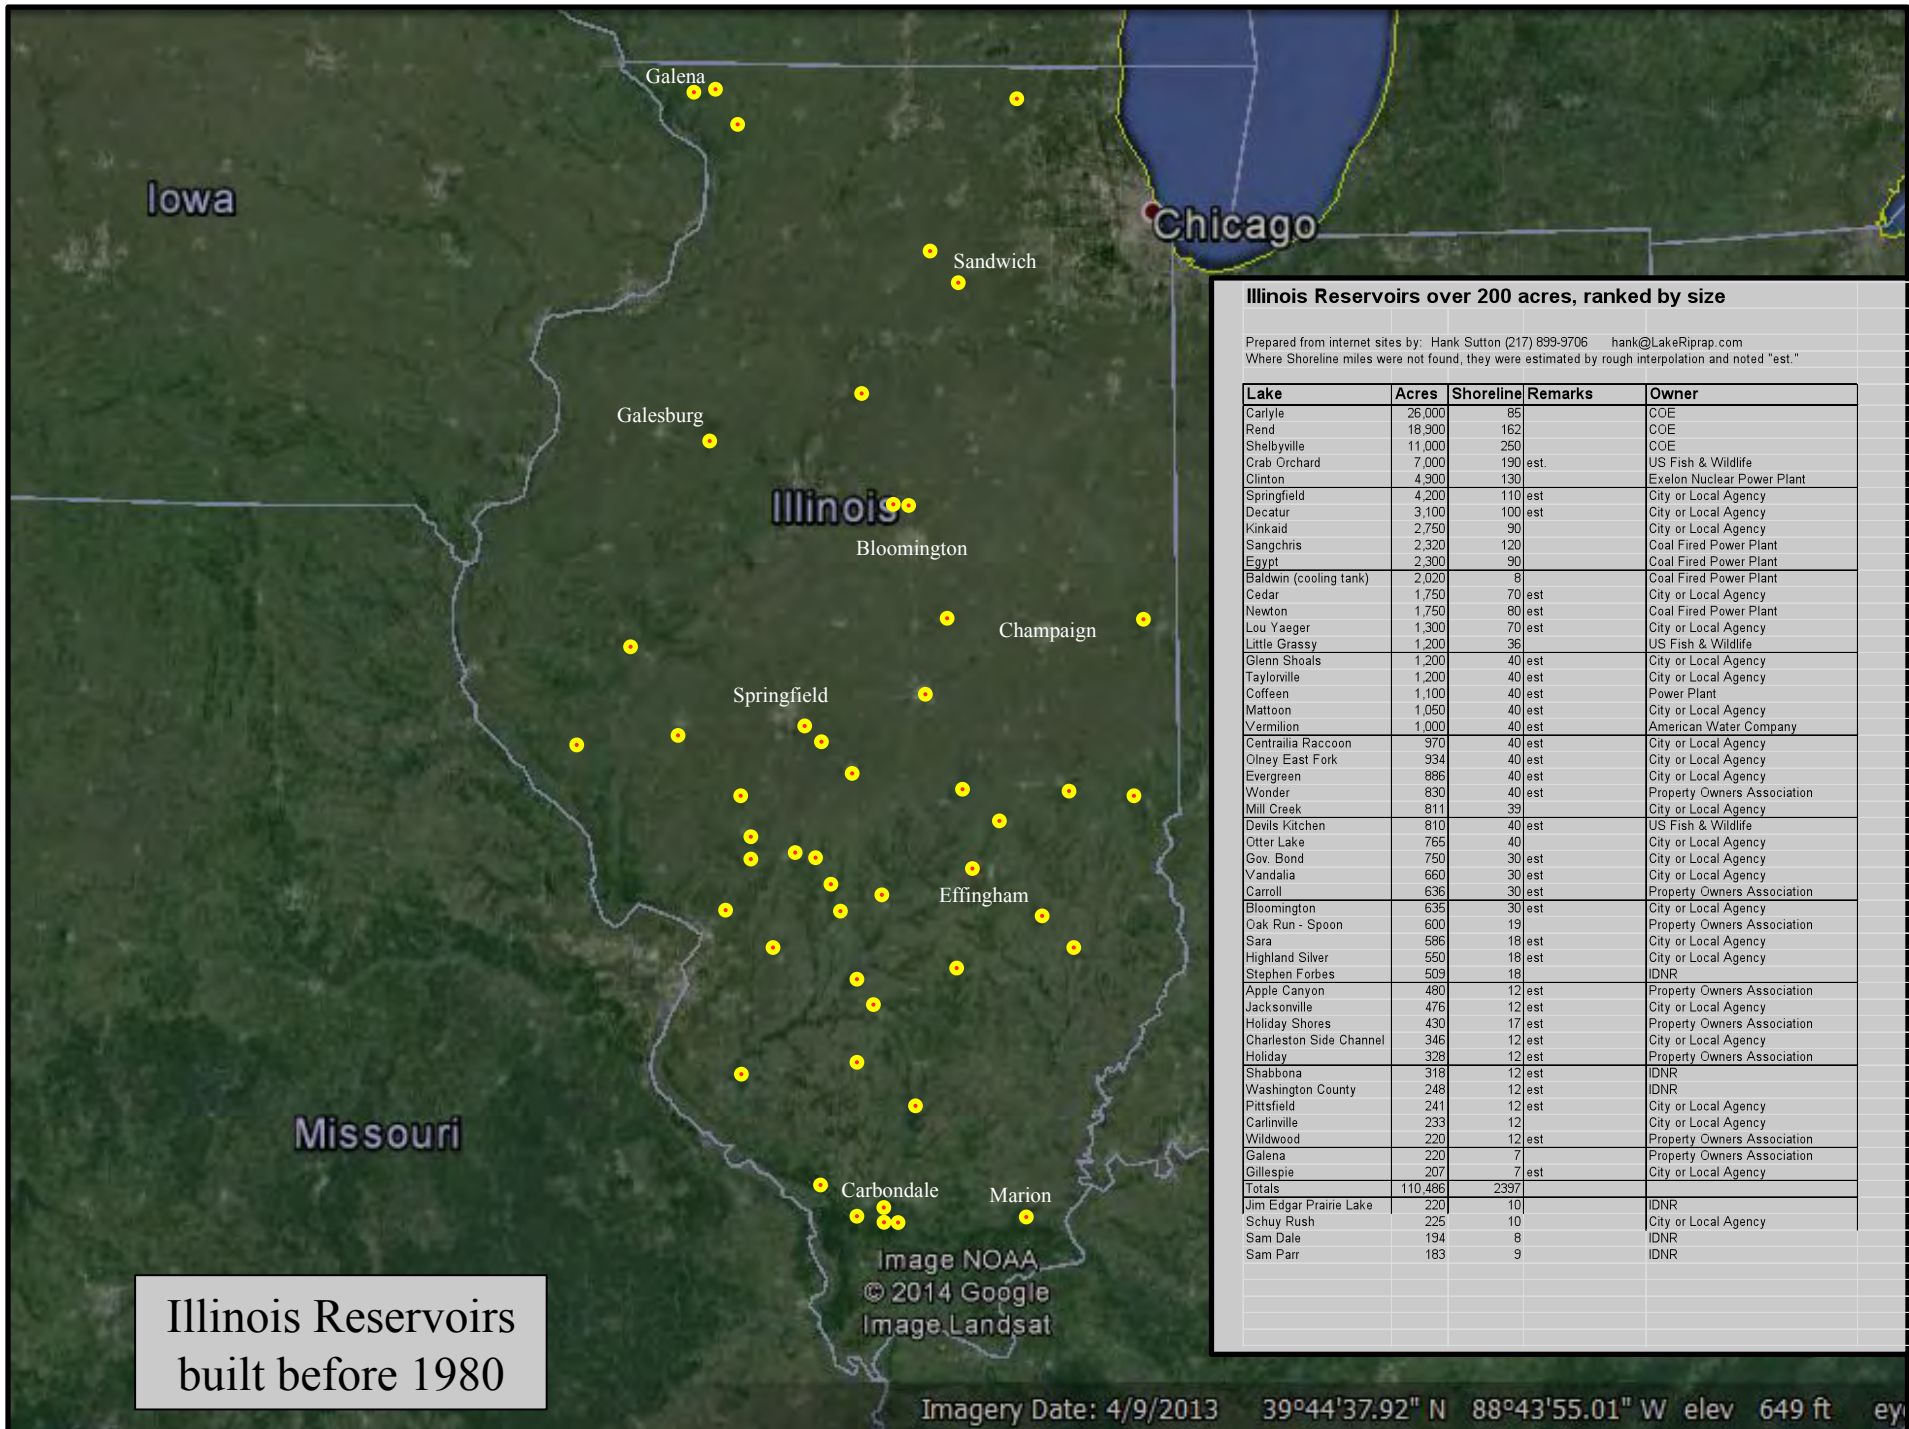 Galena
Iowa
Chicago
Sandwich
Galesburg
Illinois
Bloomington
Champaign
Springfield
Effingham
Missouri
Carbondale
Marion
Image NOAA
© 2014 Google
Image Landsat
Illinois Reservoirs
built before 1980
Imagery Date: 4/9/2013 39°44'37.92" N 88°43'55.01" W elev 649 ft
Illinois Reservoirs over 200 acres, ranked by size
Prepared from internet sites by: Hank Sutton (217) 899-9706 hank@LakeRiprap.com
Where Shoreline miles were not found, they were estimated by rough interpolation and noted "est."
Lake Acres Shoreline Remarks Owner
Carlyle 26,000 85 COE
Rend 18,900 162 COE
Shelbyville 11,000 250 COE
Crab Orchard 7,000 190 est. US Fish & Wildlife
Clinton 4,900 130 Exelon Nuclear Power Plant
Springfield 4,200 110 est City or Local Agency
Decatur 3,100 100 est City or Local Agency
Kinkaid 2,750 90 City or Local Agency
Sangchris 2,320 120 Coal Fired Power Plant
Egypt 2,300 90 Coal Fired Power Plant
Baldwin (cooling tank) 2,020 8 Coal Fired Power Plant
Cedar 1,750 70 est City or Local Agency
Newton 1,750 80 est Coal Fired Power Plant
Lou Yaeger 1,300 70 est City or Local Agency
Little Grassy 1,200 36 US Fish & Wildlife
Glenn Shoals 1,200 40 est City or Local Agency
Taylorville 1,200 40 est City or Local Agency
Coffeen 1,100 40 est Power Plant
Mattoon 1,050 40 est City or Local Agency
Vermilion 1,000 40 est American Water Company
Centrailia Raccoon 970 40 est City or Local Agency
Olney East Fork 934 40 est City or Local Agency
Evergreen 886 40 est City or Local Agency
Wonder 830 40 est Property Owners Association
Mill Creek 811 39 City or Local Agency
Devils Kitchen 810 40 est US Fish & Wildlife
Otter Lake 765 40 City or Local Agency
Gov. Bond 750 30 est City or Local Agency
Vandalia 660 30 est City or Local Agency
Carroll 636 30 est Property Owners Association
Bloomington 635 30 est City or Local Agency
Oak Run - Spoon 600 19 Property Owners Association
Sara 586 18 est City or Local Agency
Highland Silver 550 18 est City or Local Agency
Stephen Forbes 509 18 IDNR
Apple Canyon 480 12 est Property Owners Association
Jacksonville 476 12 est City or Local Agency
Holiday Shores 430 17 est Property Owners Association
Charleston Side Channel 346 12 est City or Local Agency
Holiday 328 12 est Property Owners Association
Shabbona 318 12 est IDNR
Washington County 248 12 est IDNR
Pittsfield 241 12 est City or Local Agency
Carlinville 233 12 City or Local Agency
Wildwood 220 12 est Property Owners Association
Galena 220 7 Property Owners Association
Gillespie 207 7 est City or Local Agency
Totals 110,486 2397
Jim Edgar Prairie Lake 220 10 IDNR
Schuy Rush 225 10 City or Local Agency
Sam Dale 194 8 IDNR
Sam Parr 183 9 IDNR